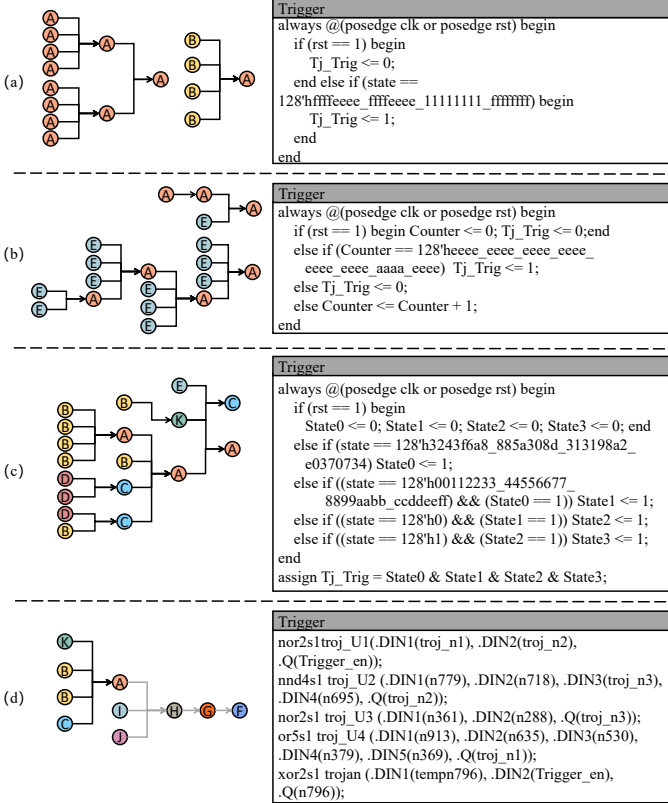 (a)
A
A
A B
A
A
B
A A
A
B
A
A
B
A
A
Trigger
always @(posedge clk or posedge rst) begin
if (rst == 1) begin
Tj_Trig <= 0;
end else if (state ==
128'hffffeeee_ffffeeee_11111111_ffffffff) begin
Tj_Trig <= 1;
end
end
(b)
A A
A
E
E E
E E
A A
E E
E
E
A A
E
E
E
Trigger
always @(posedge clk or posedge rst) begin
if (rst == 1) begin Counter <= 0; Tj_Trig <= 0;end
else if (Counter == 128'heeee_eeee_eeee_eeee_
eeee_eeee_aaaa_eeee) Tj_Trig <= 1;
else Tj_Trig <= 0;
else Counter <= Counter + 1;
end
(c)
E
B C
B
K
B
A
B
A
B B
A
D
C
D
D
C
B
Trigger
always @(posedge clk or posedge rst) begin
if (rst == 1) begin
State0 <= 0; State1 <= 0; State2 <= 0; State3 <= 0; end
else if (state == 128'h3243f6a8_885a308d_313198a2_
e0370734) State0 <= 1;
else if ((state == 128'h00112233_44556677_
8899aabb_ccddeeff) && (State0 == 1)) State1 <= 1;
else if ((state == 128'h0) && (State1 == 1)) State2 <= 1;
else if ((state == 128'h1) && (State2 == 1)) State3 <= 1;
end
assign Tj_Trig = State0 & State1 & State2 & State3;
(d)
K
B
A
B
I H G F
C
J
Trigger
nor2s1troj_U1(.DIN1(troj_n1), .DIN2(troj_n2),
.Q(Trigger_en));
nnd4s1 troj_U2 (.DIN1(n779), .DIN2(n718), .DIN3(troj_n3),
.DIN4(n695), .Q(troj_n2));
nor2s1 troj_U3 (.DIN1(n361), .DIN2(n288), .Q(troj_n3));
or5s1 troj_U4 (.DIN1(n913), .DIN2(n635), .DIN3(n530),
.DIN4(n379), .DIN5(n369), .Q(troj_n1));
xor2s1 trojan (.DIN1(tempn796), .DIN2(Trigger_en),
.Q(n796));